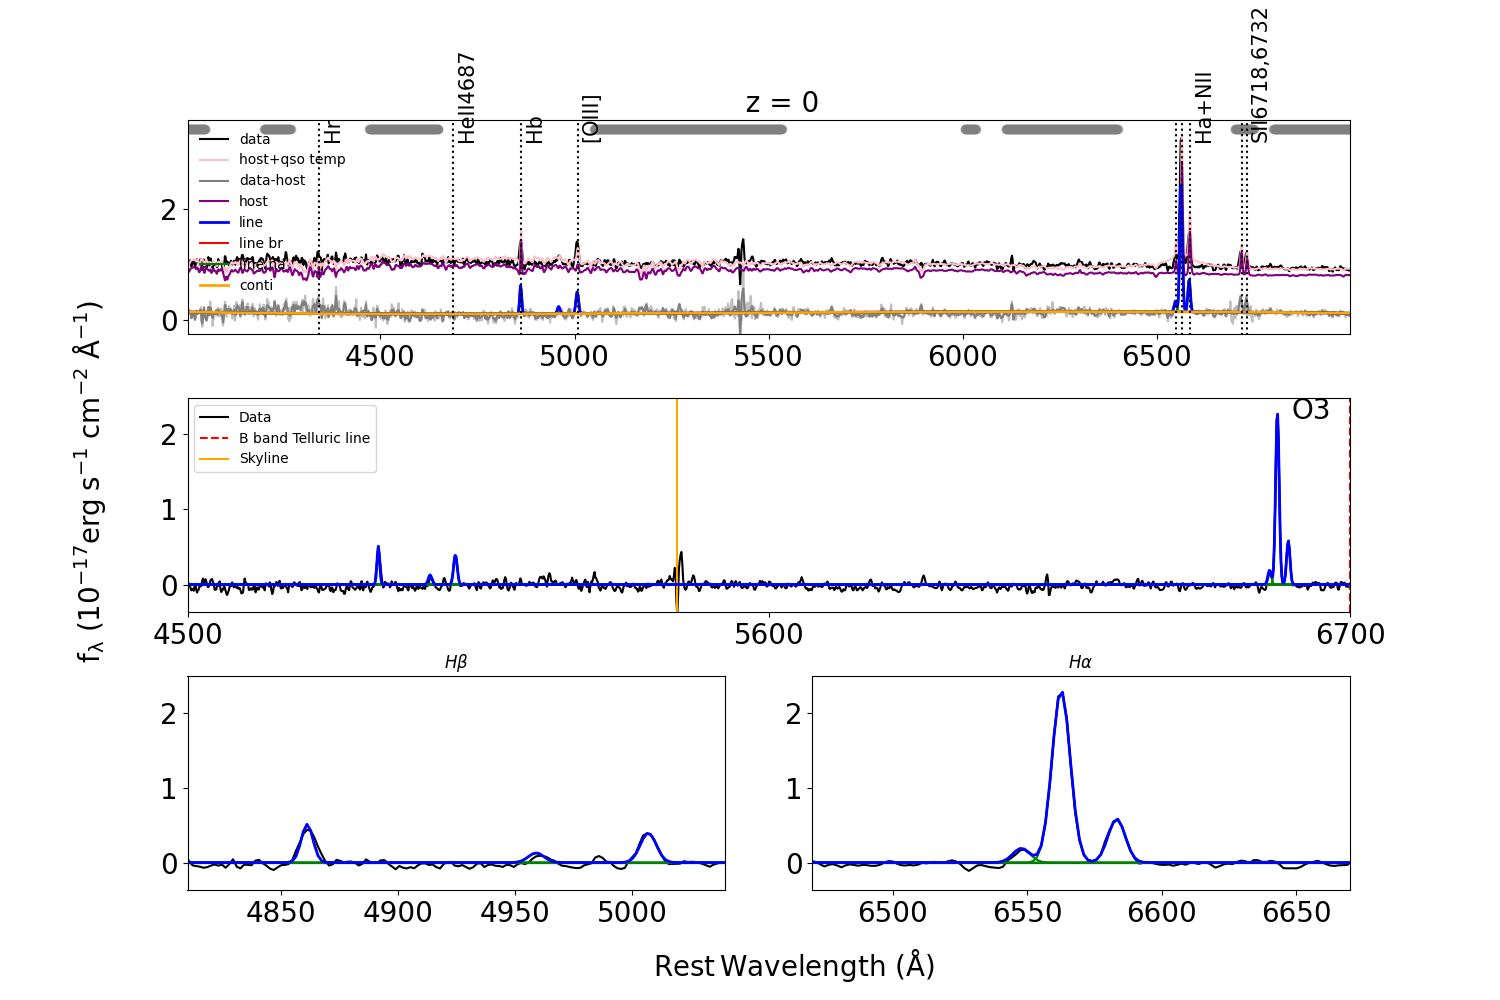 z = 0
Hr
HeII4687
Hb
[OIII]
Ha+NII
SII6718,6732
data
host+qso temp
data-host
host
line
line br
line na
conti
2
0
4500 5000 5500 6000 6500
O3
Data
B band Telluric line
Skyline
2
1
0
4500 5600 6700
fλ (10−17erg s−1 cm−2 Å−1)
Hβ
2
1
0
4850 4900 4950 5000
Hα
2
1
0
6500 6550 6600 6650
Rest Wavelength (Å)